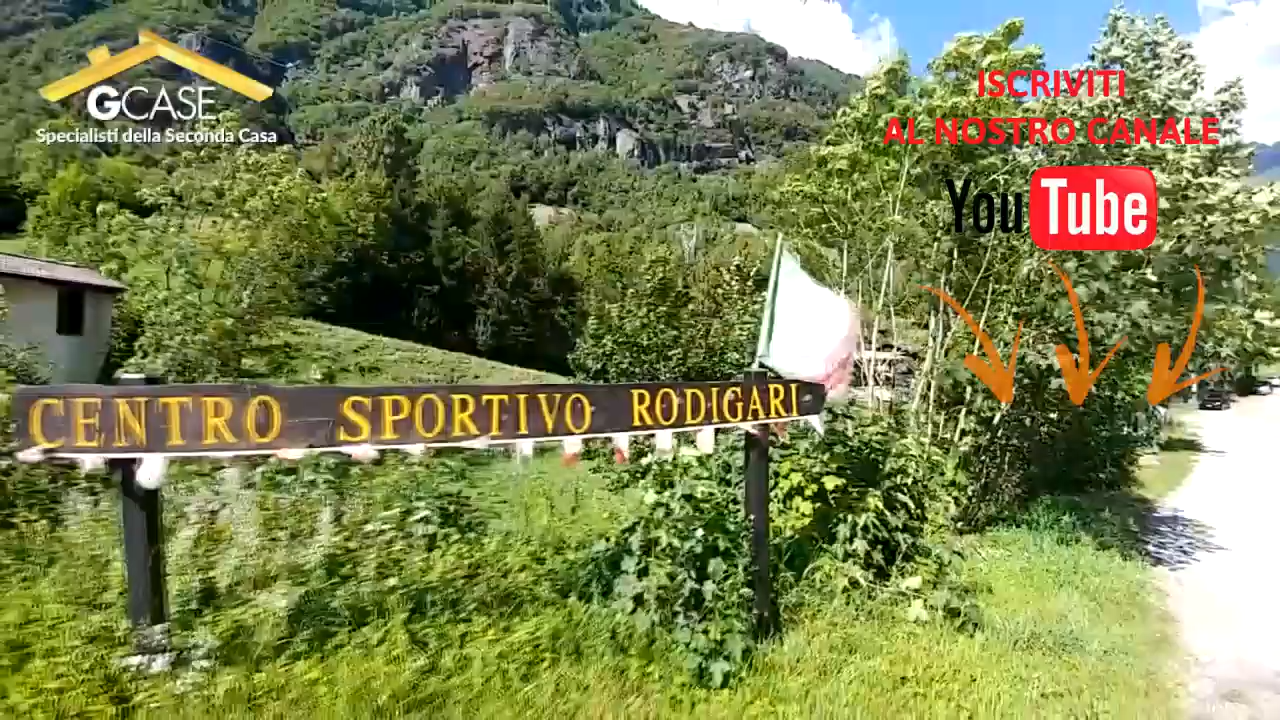 GCASE
Specialisti della Seconda Casa
ISCRIVITI
AL NOSTRO CANALE
YouTube
CENTRO SPORTIVO RODIGARI